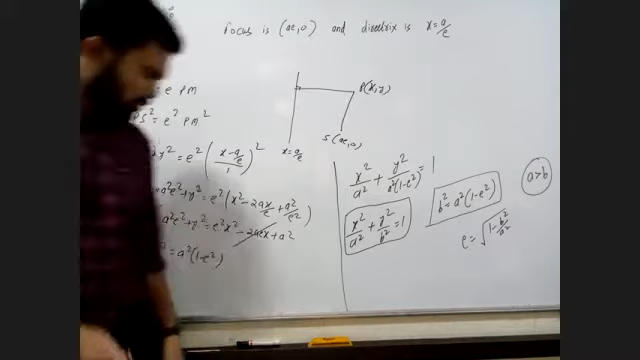 Focus is (ae, 0) and directrix is x = a/e
= e PM
PS² = e² PM²
y² = e² ((x - a/e)/1)²
a²e² + y² = e² (x² - 2ax/e + a²/e²)
a²e² + y² = e²x² - 2aex + a²
= a²(1-e²)
P(x, y)
S(ae, 0)
x = a/e
x²/a² + y²/a²(1-e²) = 1
x²/a² + y²/b² = 1
b² = a²(1-e²)
a > b
e = √(1 - b²/a²)